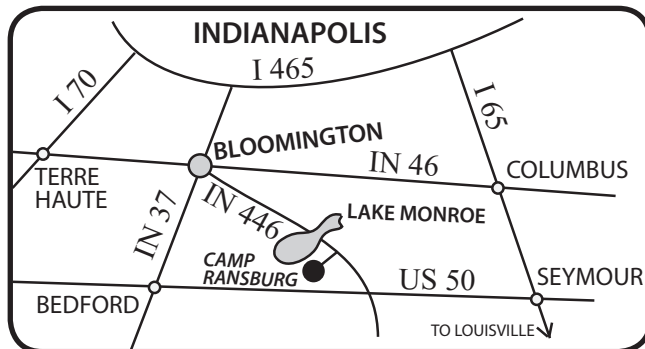 INDIANAPOLIS
I 465
I 70
I 65
BLOOMINGTON
IN 46
COLUMBUS
TERRE
HAUTE
IN 37
IN 446
LAKE MONROE
CAMP
RANSBURG
US 50
SEYMOUR
BEDFORD
TO LOUISVILLE